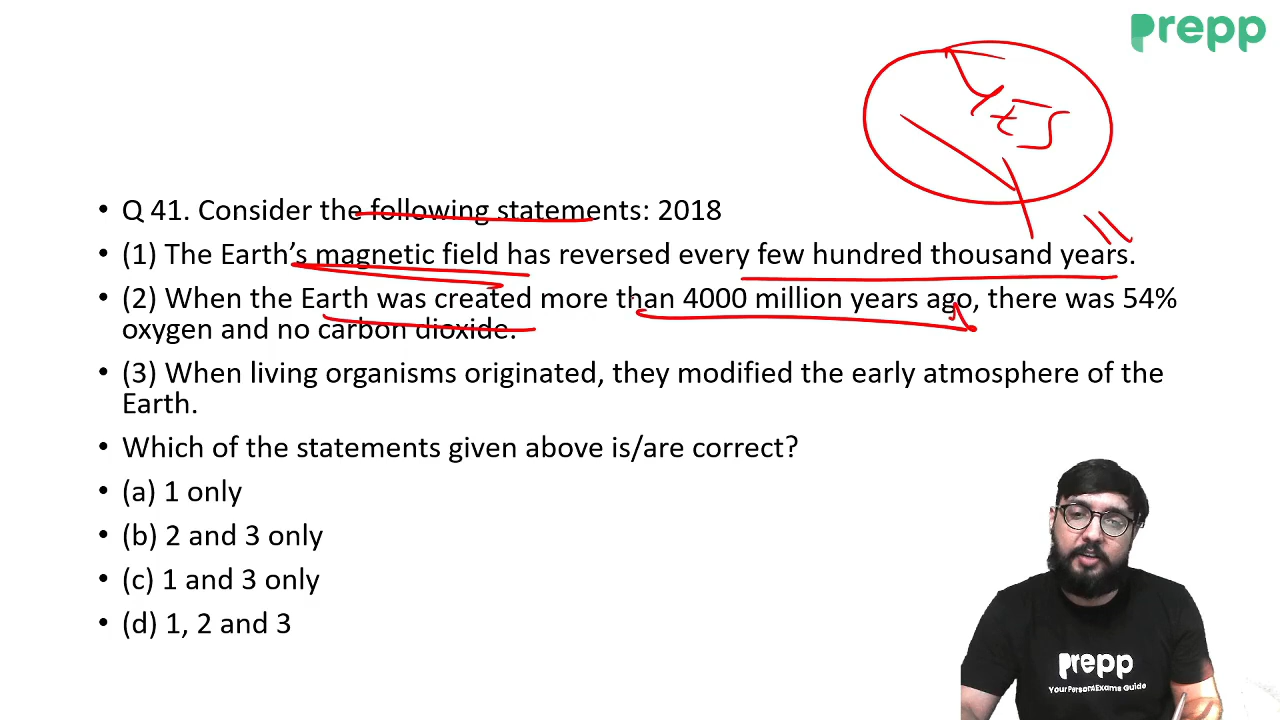 prepp
YES
• Q 41. Consider the following statements: 2018
• (1) The Earth's magnetic field has reversed every few hundred thousand years.
• (2) When the Earth was created more than 4000 million years ago, there was 54%
oxygen and no carbon dioxide.
• (3) When living organisms originated, they modified the early atmosphere of the
Earth.
• Which of the statements given above is/are correct?
• (a) 1 only
• (b) 2 and 3 only
• (c) 1 and 3 only
• (d) 1, 2 and 3
prepp
Your Personal Exams Guide